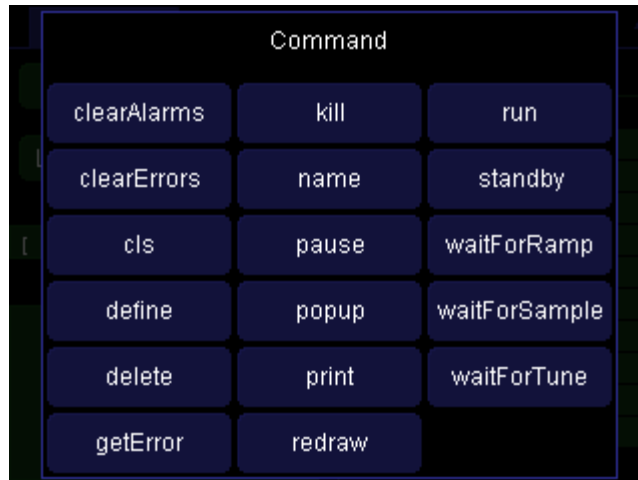 Command
clearAlarms kill run
clearErrors name standby
cls pause waitForRamp
define popup waitForSample
delete print waitForTune
getError redraw